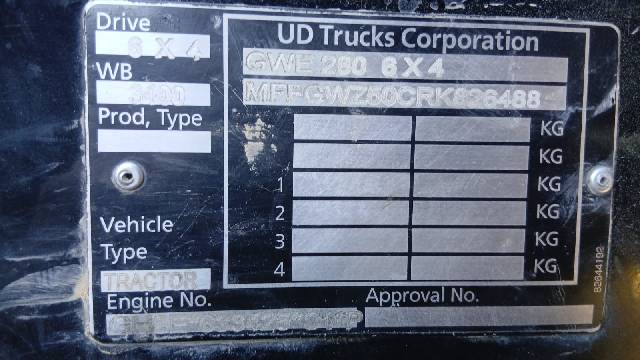 Drive
6 X 4
WB
Prod, Type
Vehicle
Type
TRACTOR
Engine No.
UD Trucks Corporation
GWE 280 6 X 4
KG
KG
1 KG
2 KG
3 KG
4 KG
Approval No.
82644192